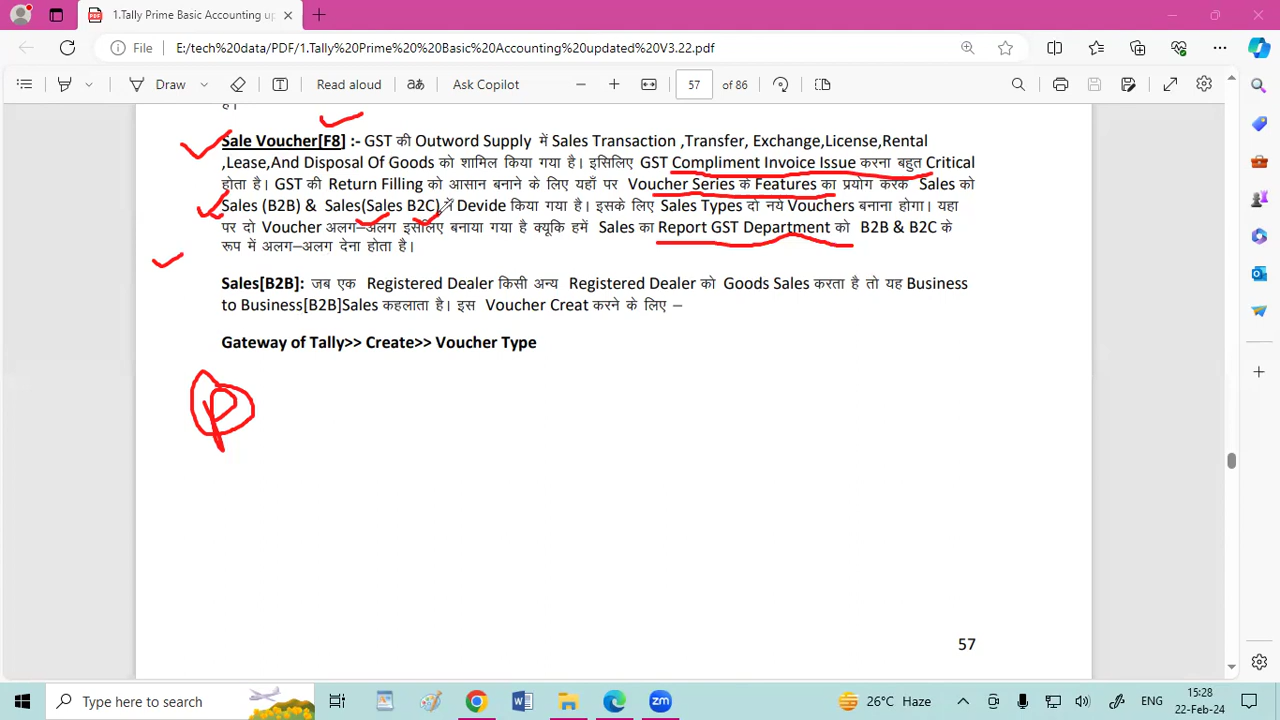 1.Tally Prime Basic Accounting up
File
E:/tech%20data/PDF/1.Tally%20Prime%20%20Basic%20Accounting%20updated%20V3.22.pdf
Draw
Read aloud
aあ
Ask Copilot
57 of 86
है।
Sale Voucher[F8] :- GST की Outword Supply में Sales Transaction ,Transfer, Exchange,License,Rental
,Lease,And Disposal Of Goods को शामिल किया गया है। इसिलिए GST Compliment Invoice Issue करना बहुत Critical
होता है। GST की Return Filling को आसान बनाने के लिए यहाँ पर Voucher Series के Features का प्रयोग करके Sales को
Sales (B2B) & Sales(Sales B2C) Devide किया गया है। इसके लिए Sales Types दो नये Vouchers बनाना होगा। यहा
पर दो Voucher अलग–अलग इसलिए बनाया गया है क्यूकि हमें Sales का Report GST Department को B2B & B2C के
रूप में अलग–अलग देना होता है।
Sales[B2B]: जब एक Registered Dealer किसी अन्य Registered Dealer को Goods Sales करता है तो यह Business
to Business[B2B]Sales कहलाता है। इस Voucher Creat करने के लिए –
Gateway of Tally>> Create>> Voucher Type
P
57
Type here to search
26°C Haze
ENG
15:28
22-Feb-24